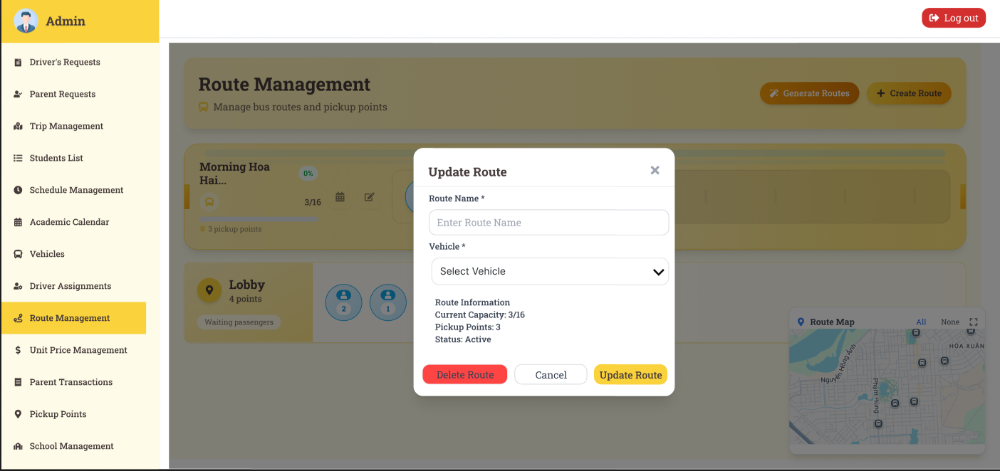 Admin
Log out
Driver's Requests
Parent Requests
Trip Management
Students List
Schedule Management
Academic Calendar
Vehicles
Driver Assignments
Route Management
Unit Price Management
Parent Transactions
Pickup Points
School Management
Route Management
Manage bus routes and pickup points
Generate Routes
Create Route
Morning Hoa
Hai...
0%
3/16
3 pickup points
Lobby
4 points
Waiting passengers
2
1
Update Route
Route Name *
Enter Route Name
Vehicle *
Select Vehicle
Route Information
Current Capacity: 3/16
Pickup Points: 3
Status: Active
Delete Route
Cancel
Update Route
Route Map
All
None
HÒA XUÂN
Nguyễn Hồng Ánh
Phạm Hùng